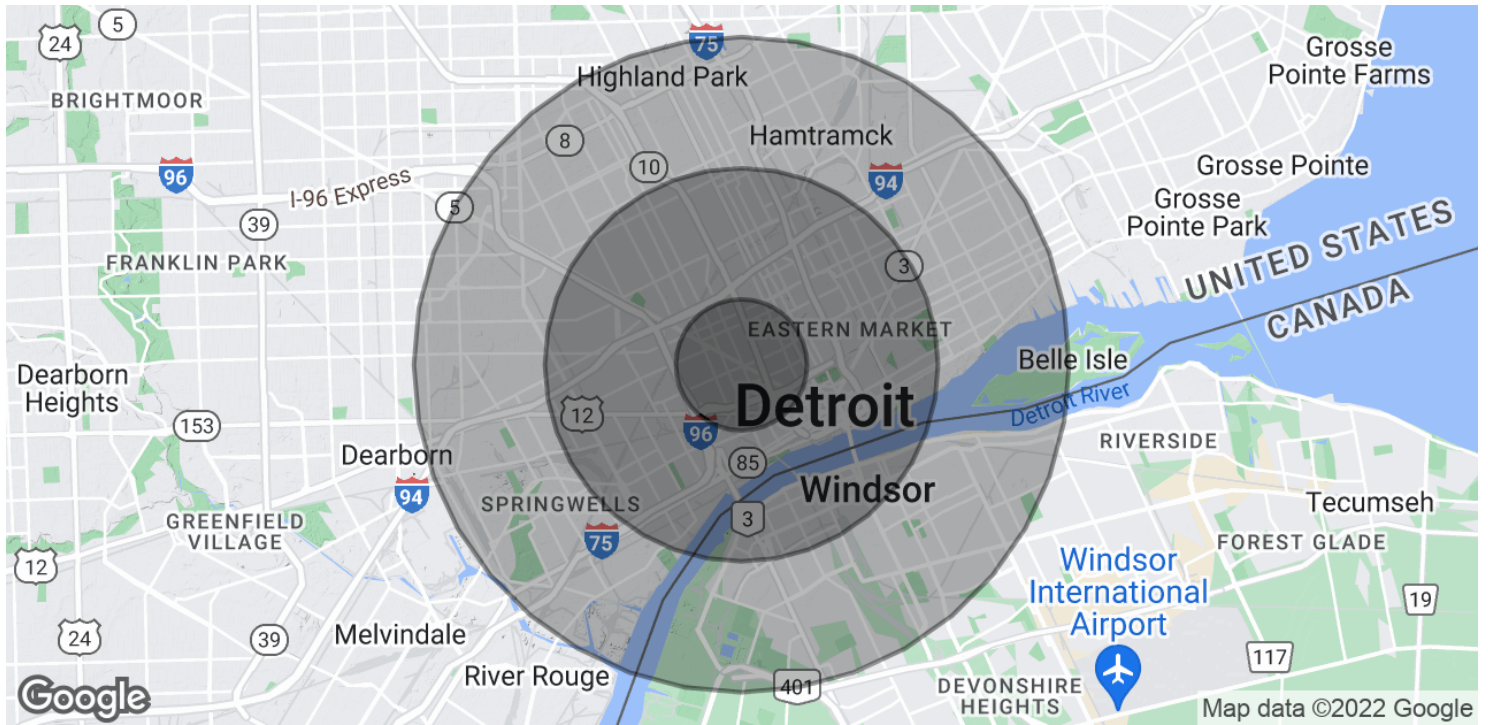 5
75
Grosse
Pointe Farms
24
Highland Park
BRIGHTMOOR
8
Hamtramck
10
96
94
Grosse Pointe
I-96 Express
5
Grosse
Pointe Park
39
UNITED STATES
FRANKLIN PARK
3
CANADA
EASTERN MARKET
Belle Isle
Dearborn
Heights
Detroit
Detroit River
12
153
96
RIVERSIDE
Dearborn
85
94
Windsor
SPRINGWELLS
Tecumseh
3
GREENFIELD
VILLAGE
75
FOREST GLADE
12
Windsor
International
Airport
19
24
39
Melvindale
117
River Rouge
401
DEVONSHIRE
HEIGHTS
Google
Map data ©2022 Google